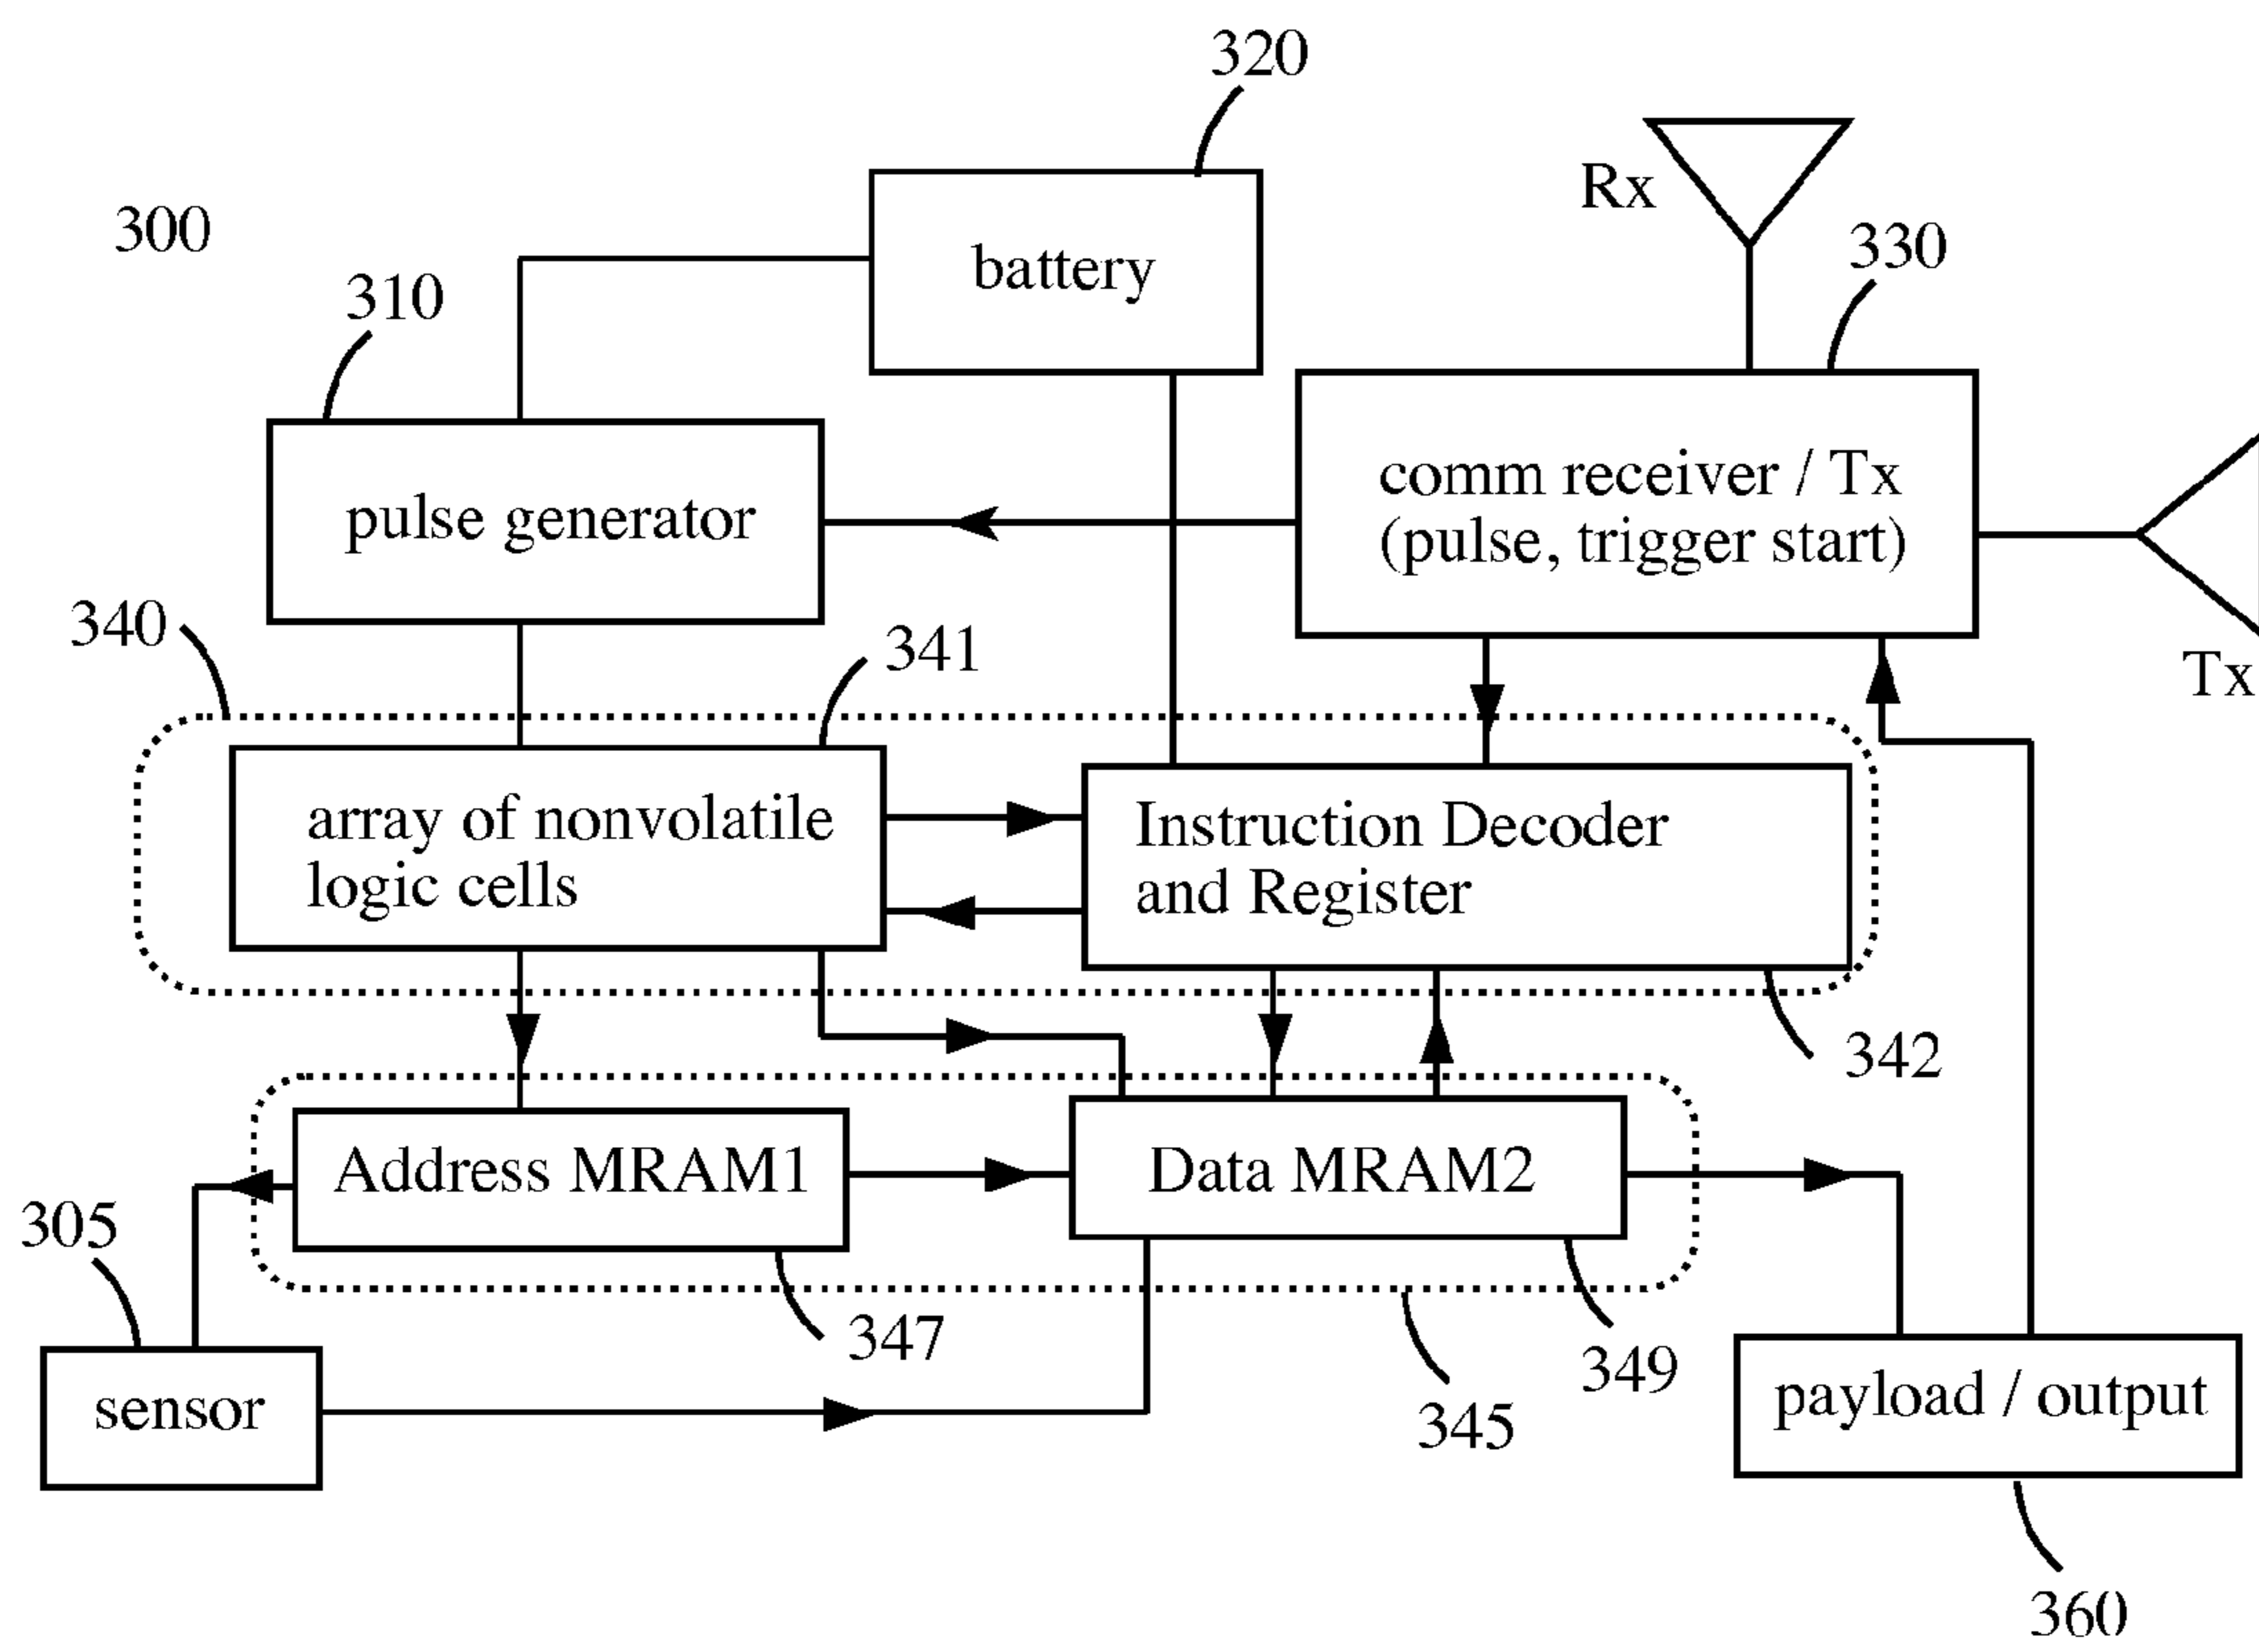 320
Rx
300
330
310
battery
comm receiver / Tx
(pulse, trigger start)
pulse generator
340
341
Tx
array of nonvolatile
logic cells
Instruction Decoder
and Register
342
Address MRAM1
Data MRAM2
305
347
349
sensor
345
payload / output
360